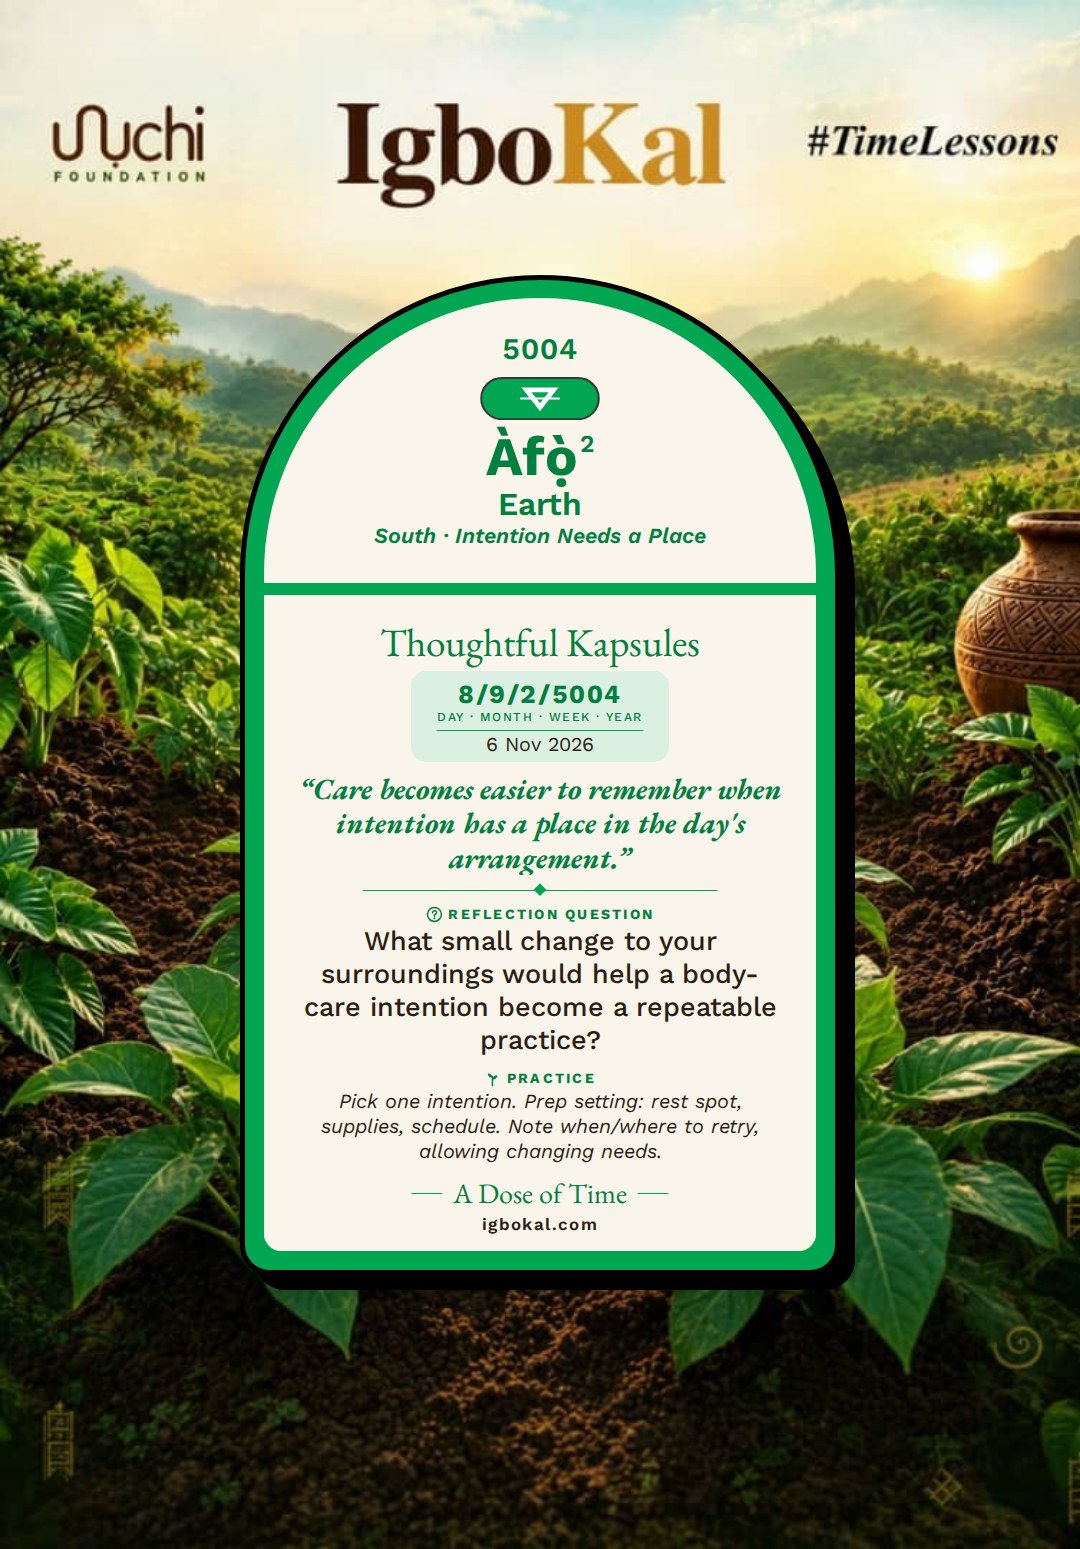 Ụchi
FOUNDATION
IgboKal
#TimeLessons
5004
Àfọ̀²
Earth
South · Intention Needs a Place
Thoughtful Kapsules
8/9/2/5004
DAY · MONTH · WEEK · YEAR
6 Nov 2026
“Care becomes easier to remember when
intention has a place in the day's
arrangement.”
REFLECTION QUESTION
What small change to your
surroundings would help a body-
care intention become a repeatable
practice?
PRACTICE
Pick one intention. Prep setting: rest spot,
supplies, schedule. Note when/where to retry,
allowing changing needs.
A Dose of Time
igbokal.com